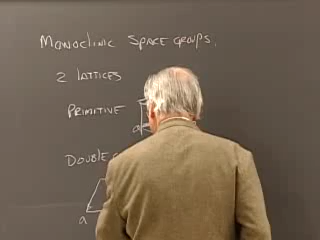 Monoclinic Space Groups.
2 Lattices
Primitive
a
Double
a